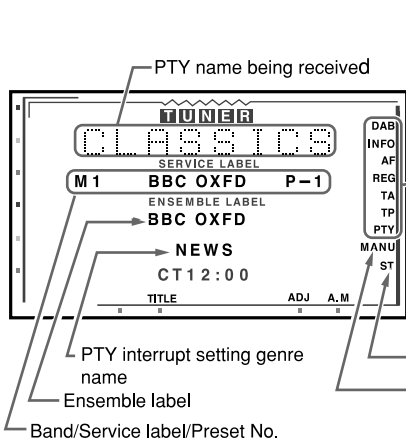 PTY name being received
TUNER
CLASSICS
SERVICE LABEL
M1 BBC OXFD P-1
ENSEMBLE LABEL
BBC OXFD
NEWS
CT12:00
TITLE ADJ A.M
DAB
INFO
AF
REG
TA
TP
PTY
MANU
ST
PTY interrupt setting genre
name
Ensemble label
Band/Service label/Preset No.